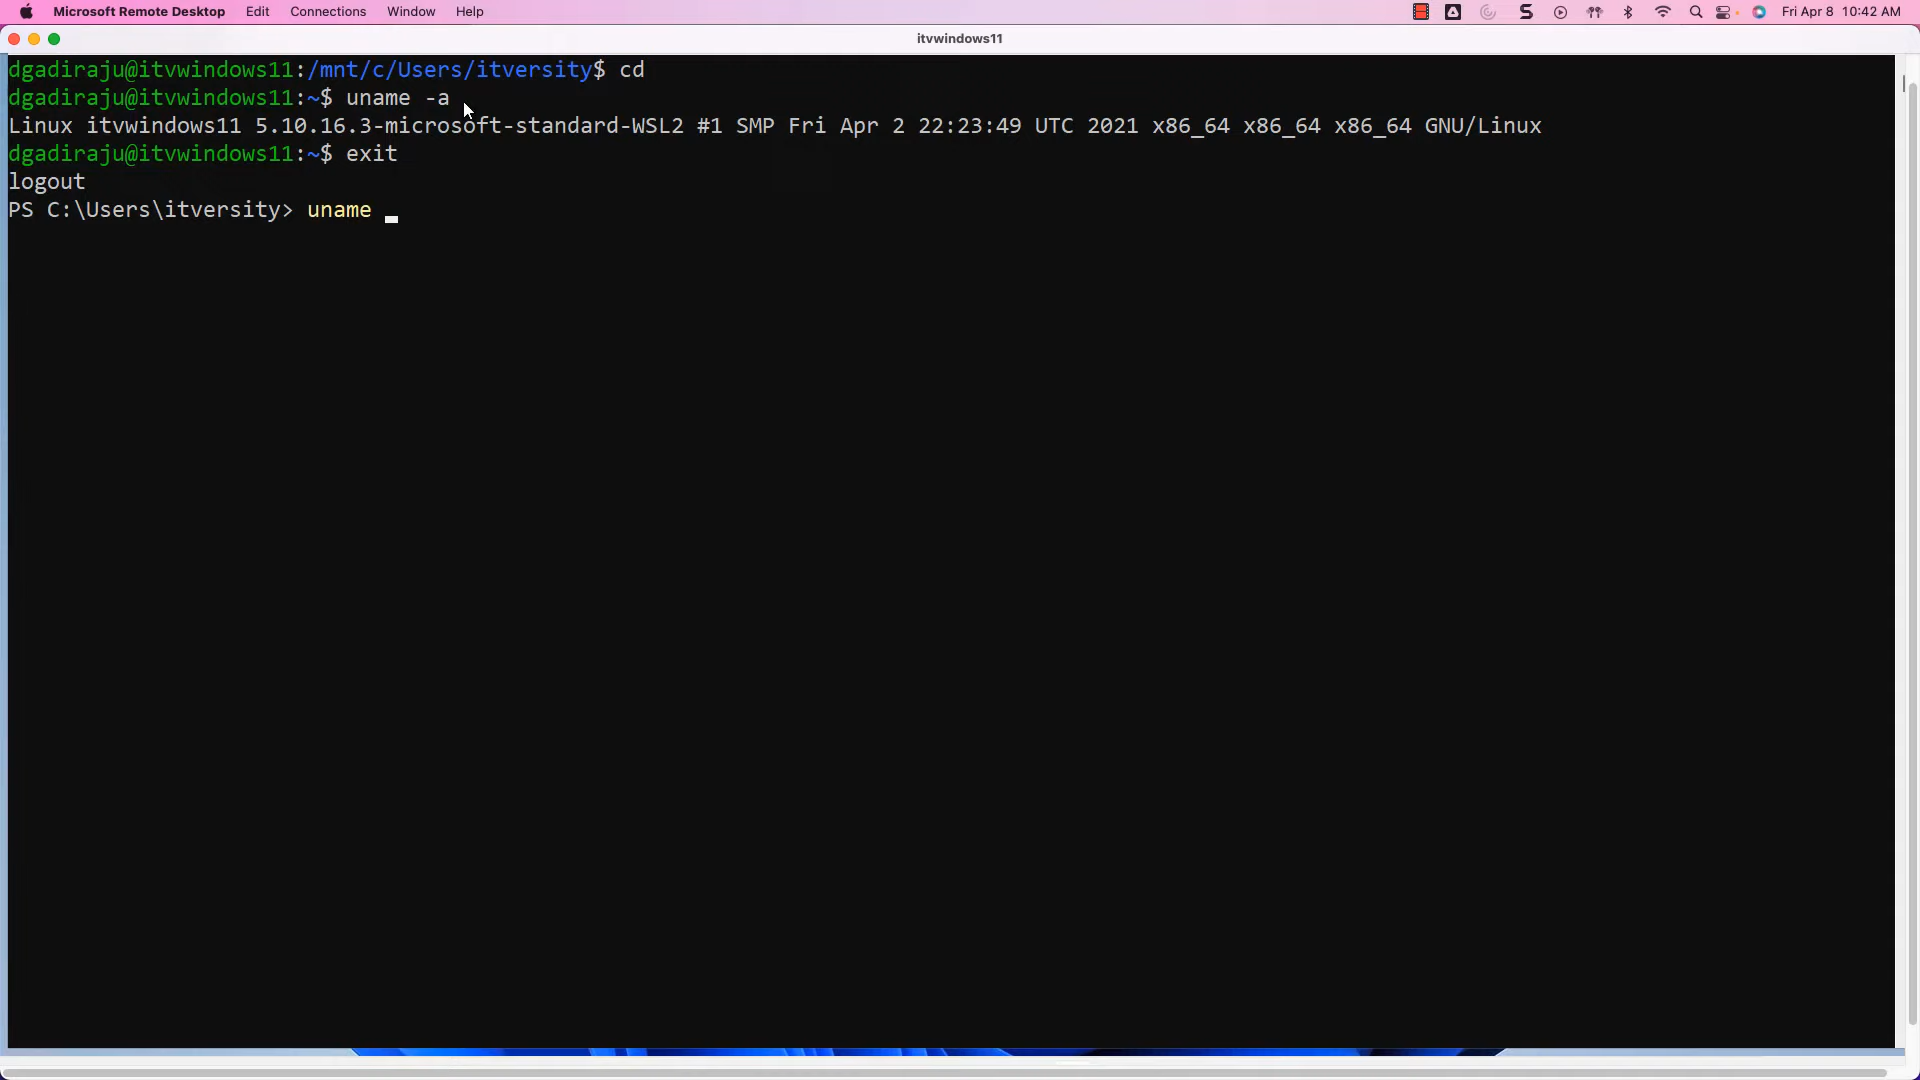 Microsoft Remote Desktop Edit Connections Window Help Fri Apr 8 10:42 AM
itvwindows11
dgadiraju@itvwindows11:/mnt/c/Users/itversity$ cd
dgadiraju@itvwindows11:~$ uname -a
Linux itvwindows11 5.10.16.3-microsoft-standard-WSL2 #1 SMP Fri Apr 2 22:23:49 UTC 2021 x86_64 x86_64 x86_64 GNU/Linux
dgadiraju@itvwindows11:~$ exit
logout
PS C:\Users\itversity> uname